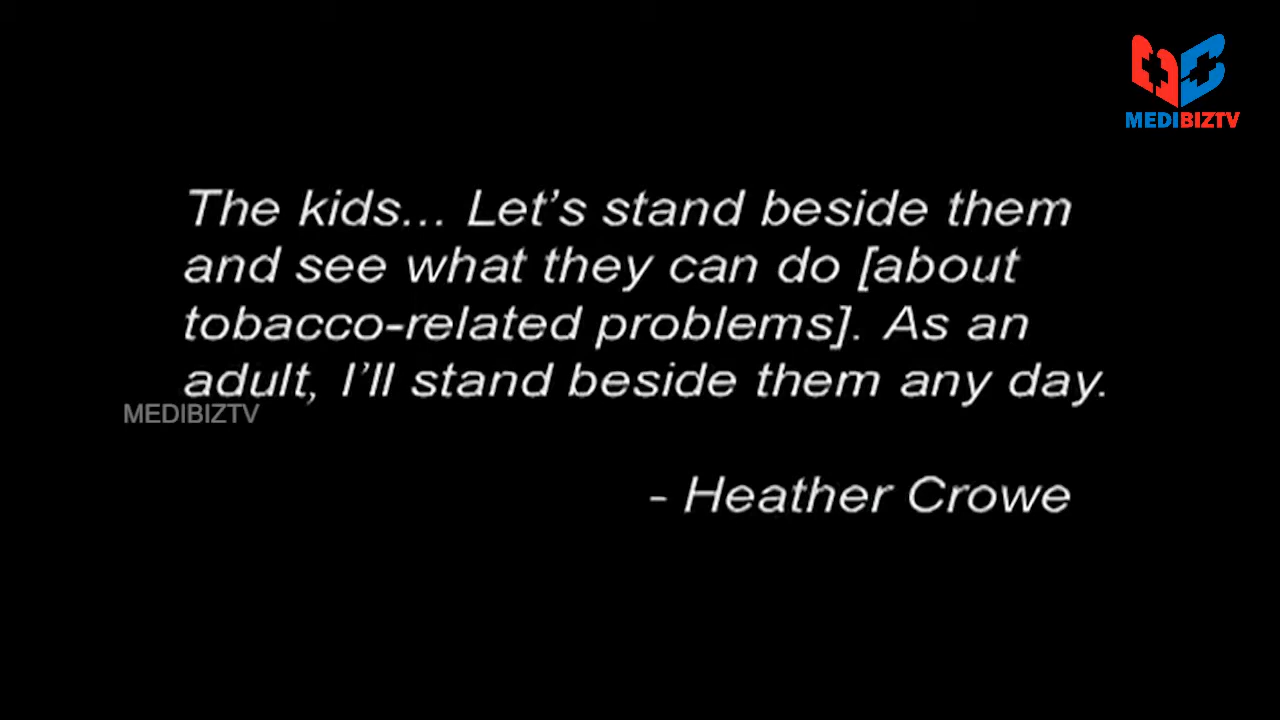 MEDIBIZTV
The kids... Let's stand beside them
and see what they can do [about
tobacco-related problems]. As an
adult, I'll stand beside them any day.
MEDIBIZTV
- Heather Crowe